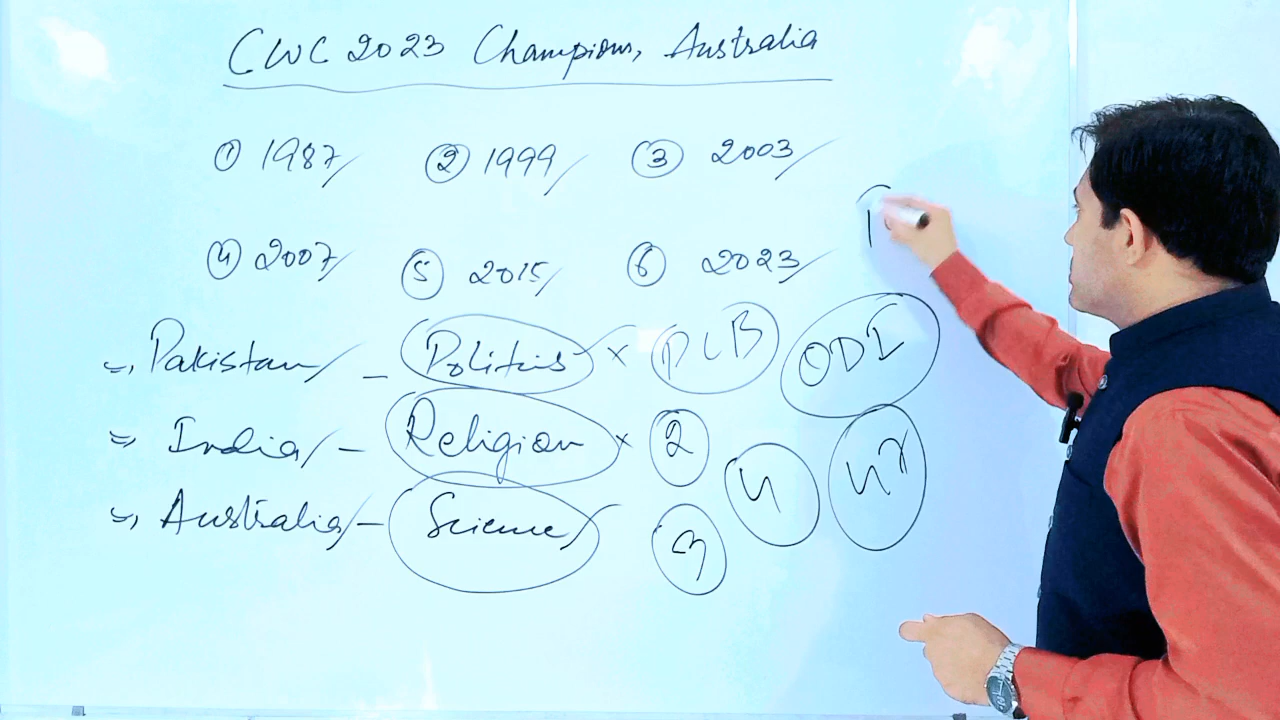 CWC 2023 Champions, Australia
① 1987/ ② 1999/ ③ 2003/
④ 2007/ ⑤ 2015/ ⑥ 2023/
Pakistan/ - Politics × PCB ODI
India/ - Religion × 2
4
Australia/ - Science/ 3